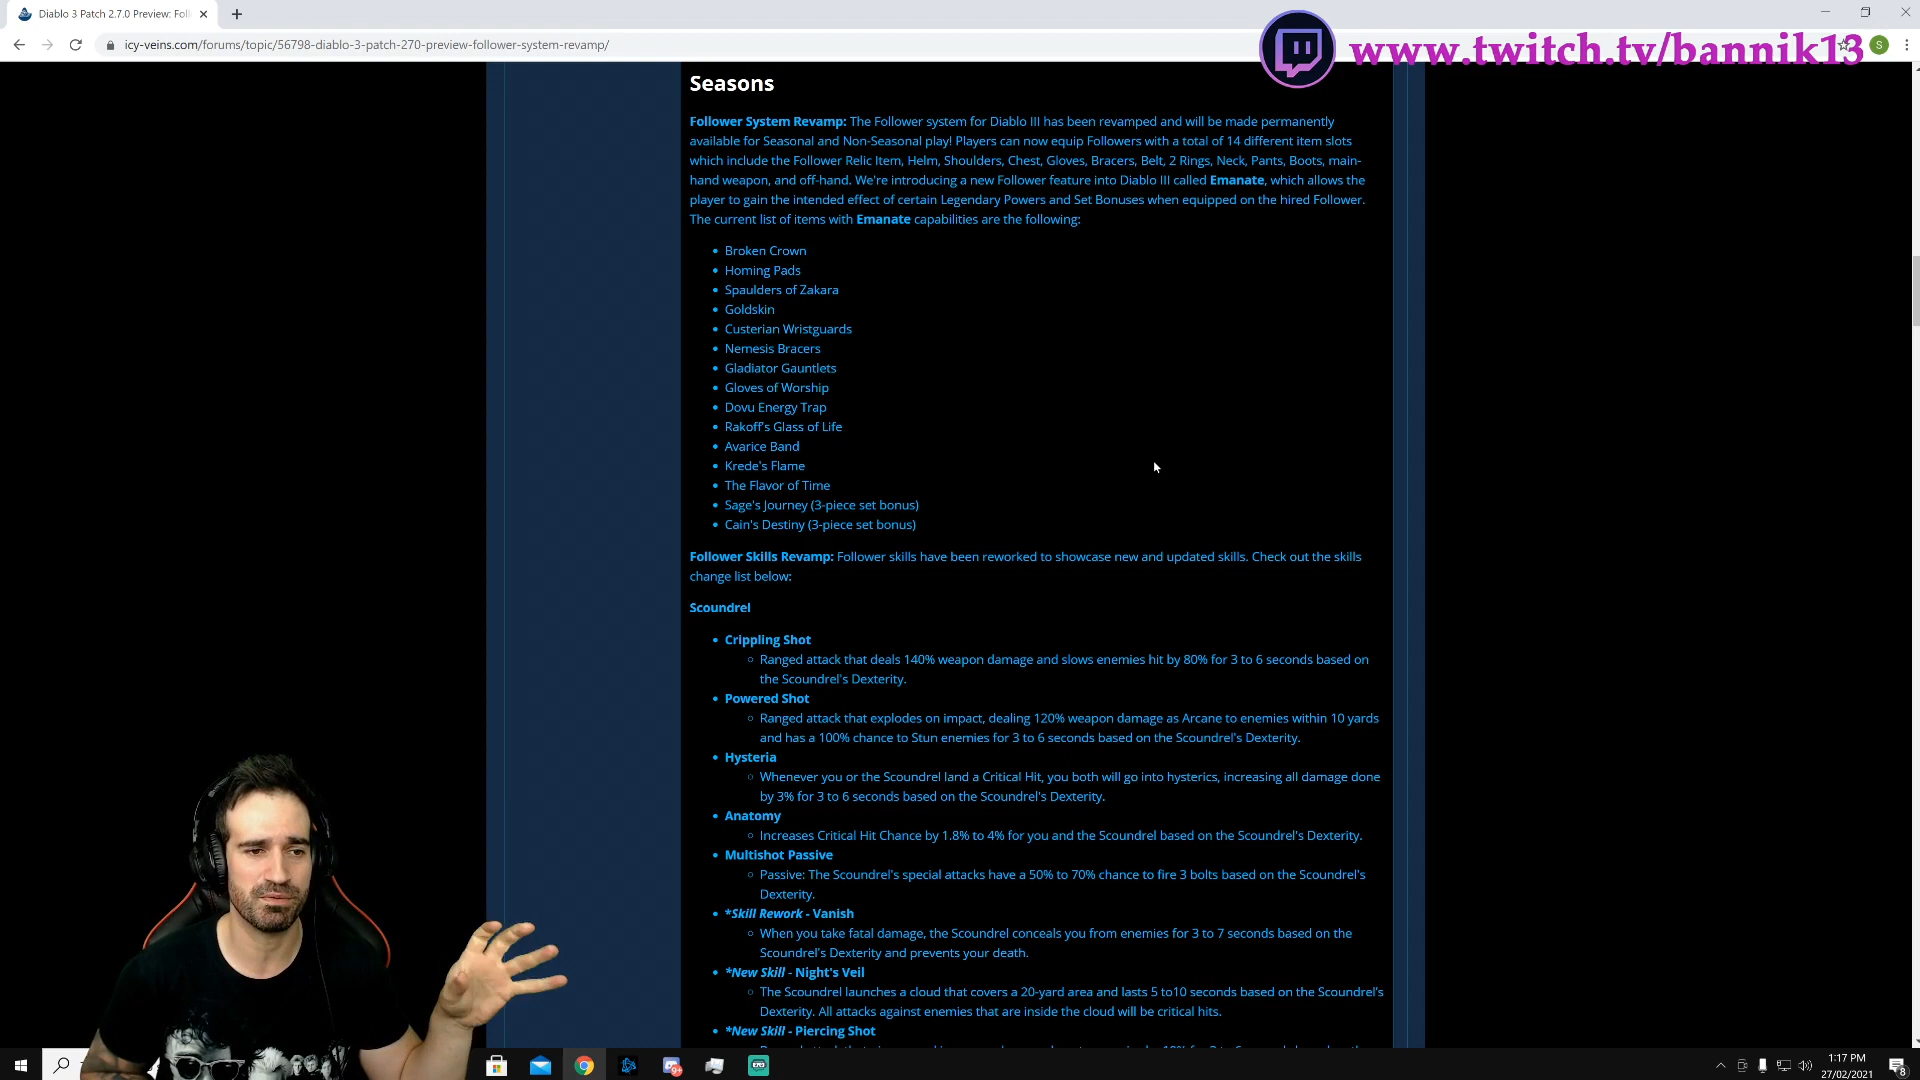 Diablo 3 Patch 2.7.0 Preview: Foll
icy-veins.com/forums/topic/56798-diablo-3-patch-270-preview-follower-system-revamp/
www.twitch.tv/bannik13
S
Seasons
Follower System Revamp: The Follower system for Diablo III has been revamped and will be made permanently
available for Seasonal and Non-Seasonal play! Players can now equip Followers with a total of 14 different item slots
which include the Follower Relic Item, Helm, Shoulders, Chest, Gloves, Bracers, Belt, 2 Rings, Neck, Pants, Boots, main-
hand weapon, and off-hand. We're introducing a new Follower feature into Diablo III called Emanate, which allows the
player to gain the intended effect of certain Legendary Powers and Set Bonuses when equipped on the hired Follower.
The current list of items with Emanate capabilities are the following:
• Broken Crown
• Homing Pads
• Spaulders of Zakara
• Goldskin
• Custerian Wristguards
• Nemesis Bracers
• Gladiator Gauntlets
• Gloves of Worship
• Dovu Energy Trap
• Rakoff's Glass of Life
• Avarice Band
• Krede's Flame
• The Flavor of Time
• Sage's Journey (3-piece set bonus)
• Cain's Destiny (3-piece set bonus)
Follower Skills Revamp: Follower skills have been reworked to showcase new and updated skills. Check out the skills
change list below:
Scoundrel
• Crippling Shot
○ Ranged attack that deals 140% weapon damage and slows enemies hit by 80% for 3 to 6 seconds based on
the Scoundrel's Dexterity.
• Powered Shot
○ Ranged attack that explodes on impact, dealing 120% weapon damage as Arcane to enemies within 10 yards
and has a 100% chance to Stun enemies for 3 to 6 seconds based on the Scoundrel's Dexterity.
• Hysteria
○ Whenever you or the Scoundrel land a Critical Hit, you both will go into hysterics, increasing all damage done
by 3% for 3 to 6 seconds based on the Scoundrel's Dexterity.
• Anatomy
○ Increases Critical Hit Chance by 1.8% to 4% for you and the Scoundrel based on the Scoundrel's Dexterity.
• Multishot Passive
○ Passive: The Scoundrel's special attacks have a 50% to 70% chance to fire 3 bolts based on the Scoundrel's
Dexterity.
• *Skill Rework - Vanish
○ When you take fatal damage, the Scoundrel conceals you from enemies for 3 to 7 seconds based on the
Scoundrel's Dexterity and prevents your death.
• *New Skill - Night's Veil
○ The Scoundrel launches a cloud that covers a 20-yard area and lasts 5 to10 seconds based on the Scoundrel's
Dexterity. All attacks against enemies that are inside the cloud will be critical hits.
• *New Skill - Piercing Shot
9+
1:17 PM
27/02/2021
8